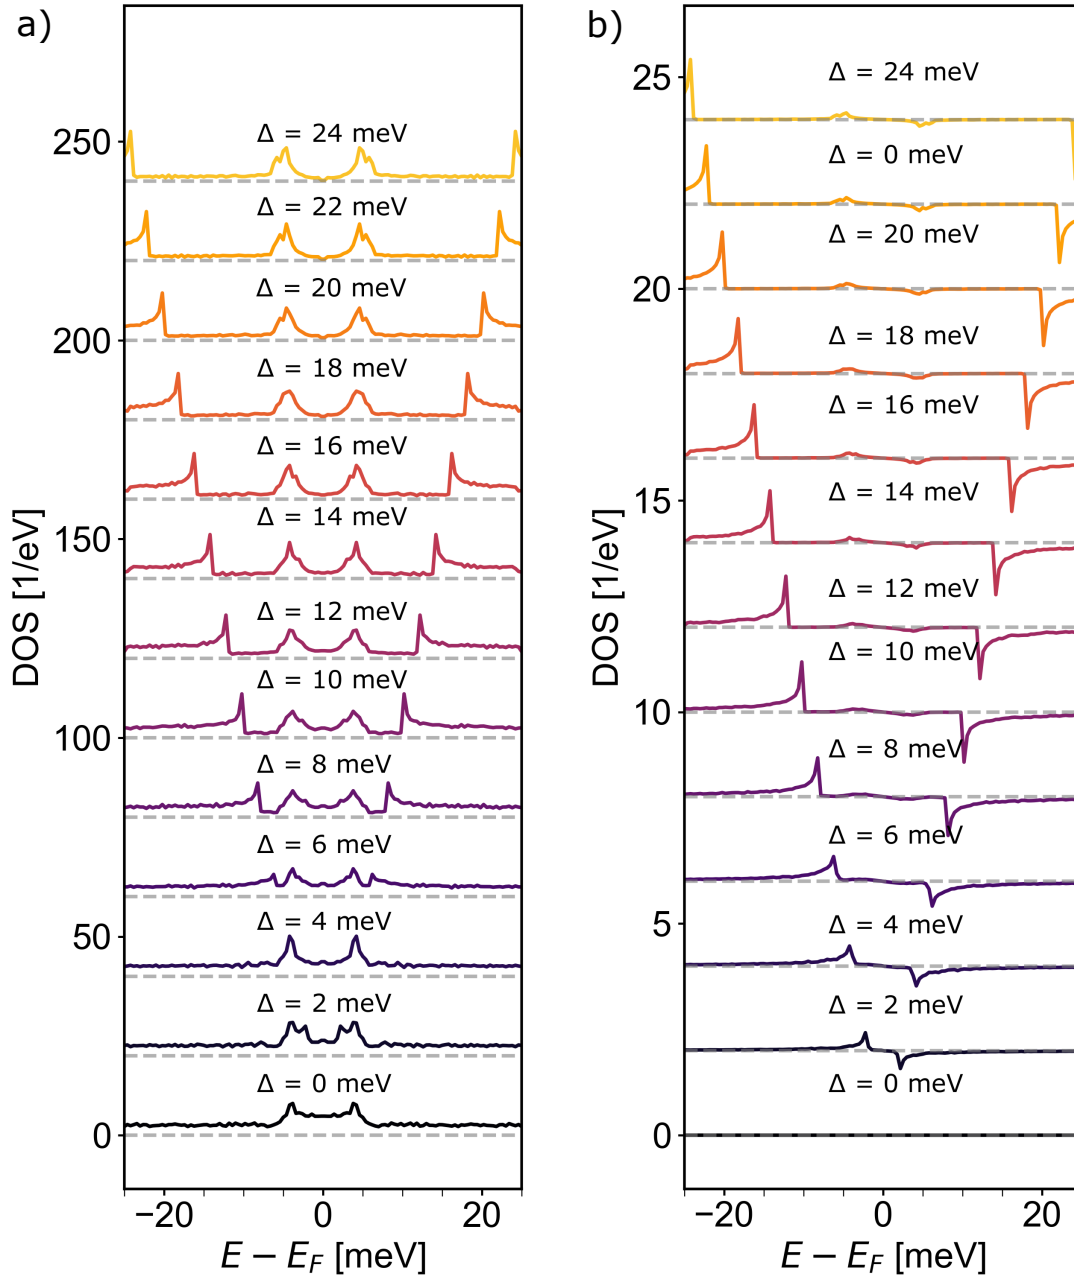 a)
250
200
150
100
50
0
DOS [1/eV]
Δ = 24 meV
Δ = 22 meV
Δ = 20 meV
Δ = 18 meV
Δ = 16 meV
Δ = 14 meV
Δ = 12 meV
Δ = 10 meV
Δ = 8 meV
Δ = 6 meV
Δ = 4 meV
Δ = 2 meV
Δ = 0 meV
−20 0 20
E − E_F [meV]
b)
25
20
15
10
5
0
DOS [1/eV]
Δ = 24 meV
Δ = 0 meV
Δ = 20 meV
Δ = 18 meV
Δ = 16 meV
Δ = 14 meV
Δ = 12 meV
Δ = 10 meV
Δ = 8 meV
Δ = 6 meV
Δ = 4 meV
Δ = 2 meV
Δ = 0 meV
−20 0 20
E − E_F [meV]